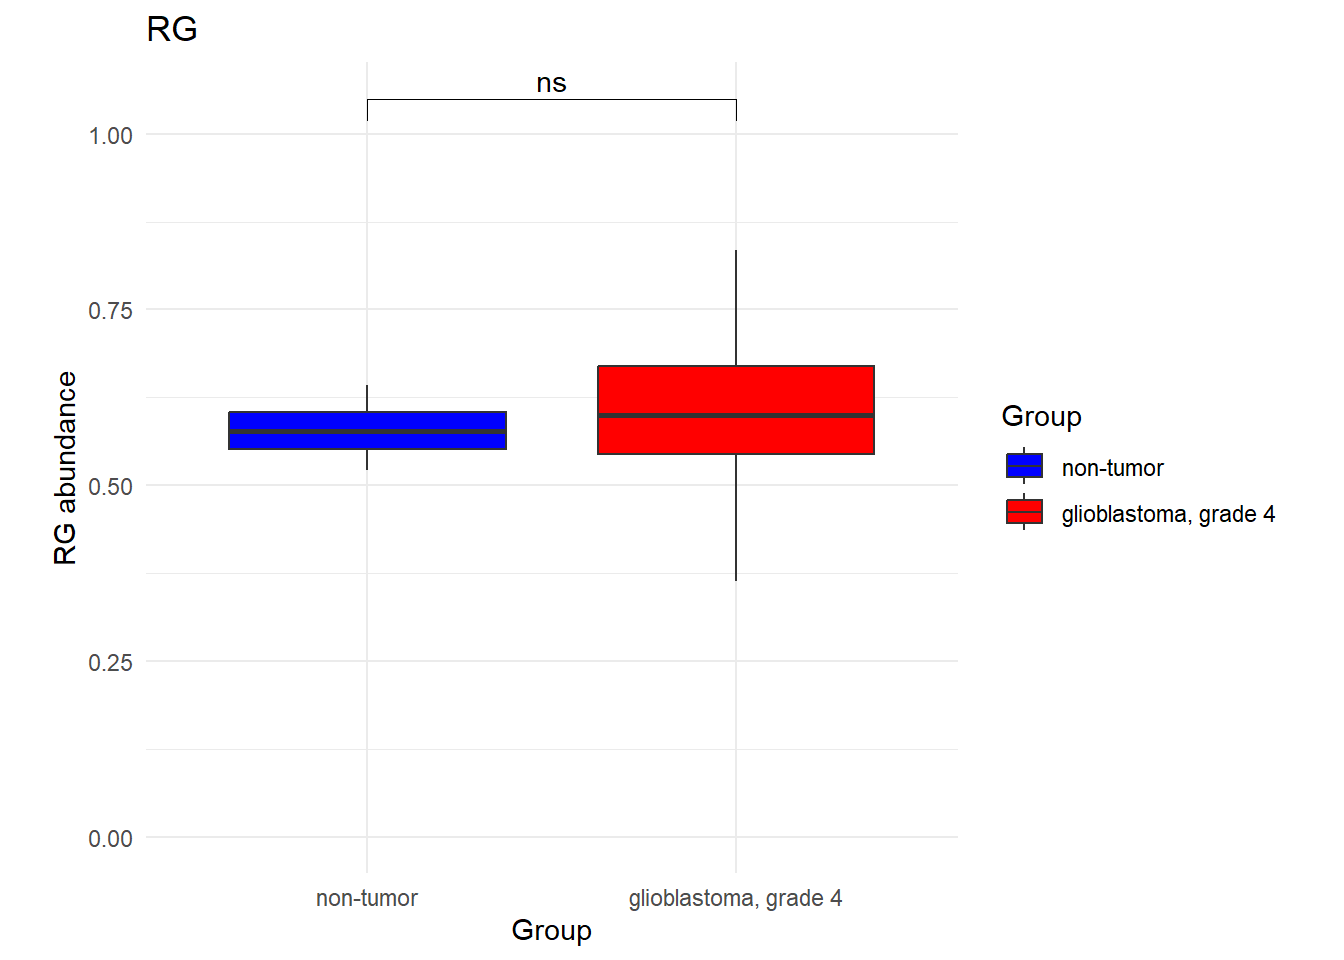 RG
ns
1.00
0.75
0.50
0.25
0.00
RG abundance
non-tumor
glioblastoma, grade 4
Group
Group
non-tumor
glioblastoma, grade 4